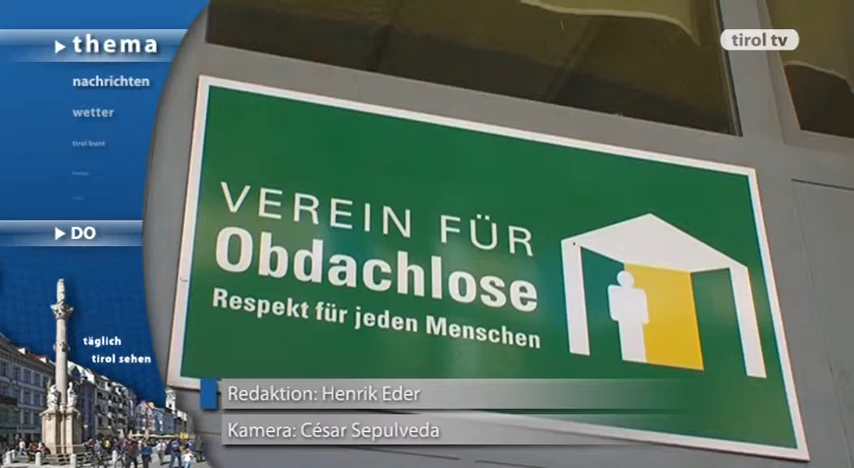 thema
nachrichten
wetter
tirol bunt
DO
täglich
tirol sehen
tirol tv
VEREIN FÜR
Obdachlose
Respekt für jeden Menschen
Redaktion: Henrik Eder
Kamera: César Sepulveda